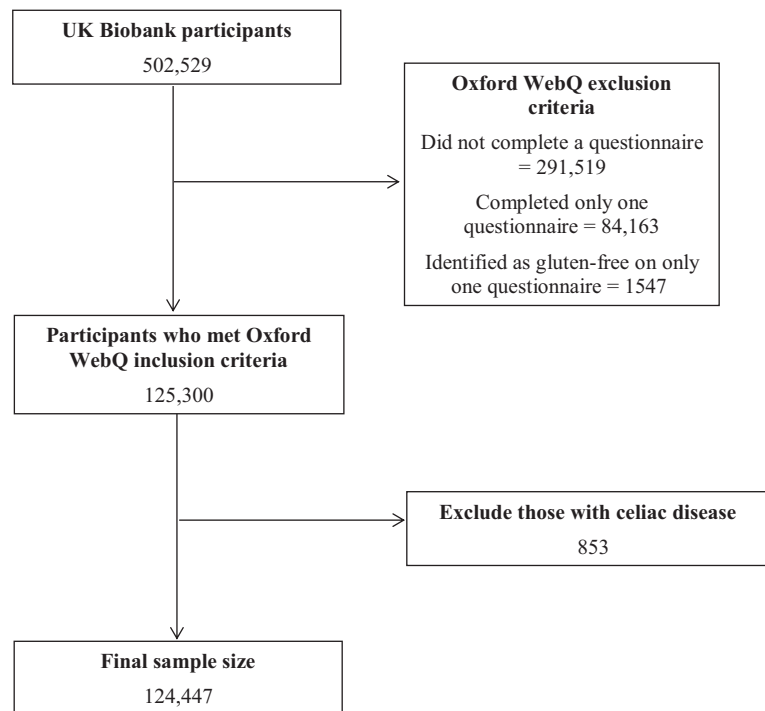 UK Biobank participants
502,529
Oxford WebQ exclusion
criteria
Did not complete a questionnaire
= 291,519
Completed only one
questionnaire = 84,163
Identified as gluten-free on only
one questionnaire = 1547
Participants who met Oxford
WebQ inclusion criteria
125,300
Exclude those with celiac disease
853
Final sample size
124,447